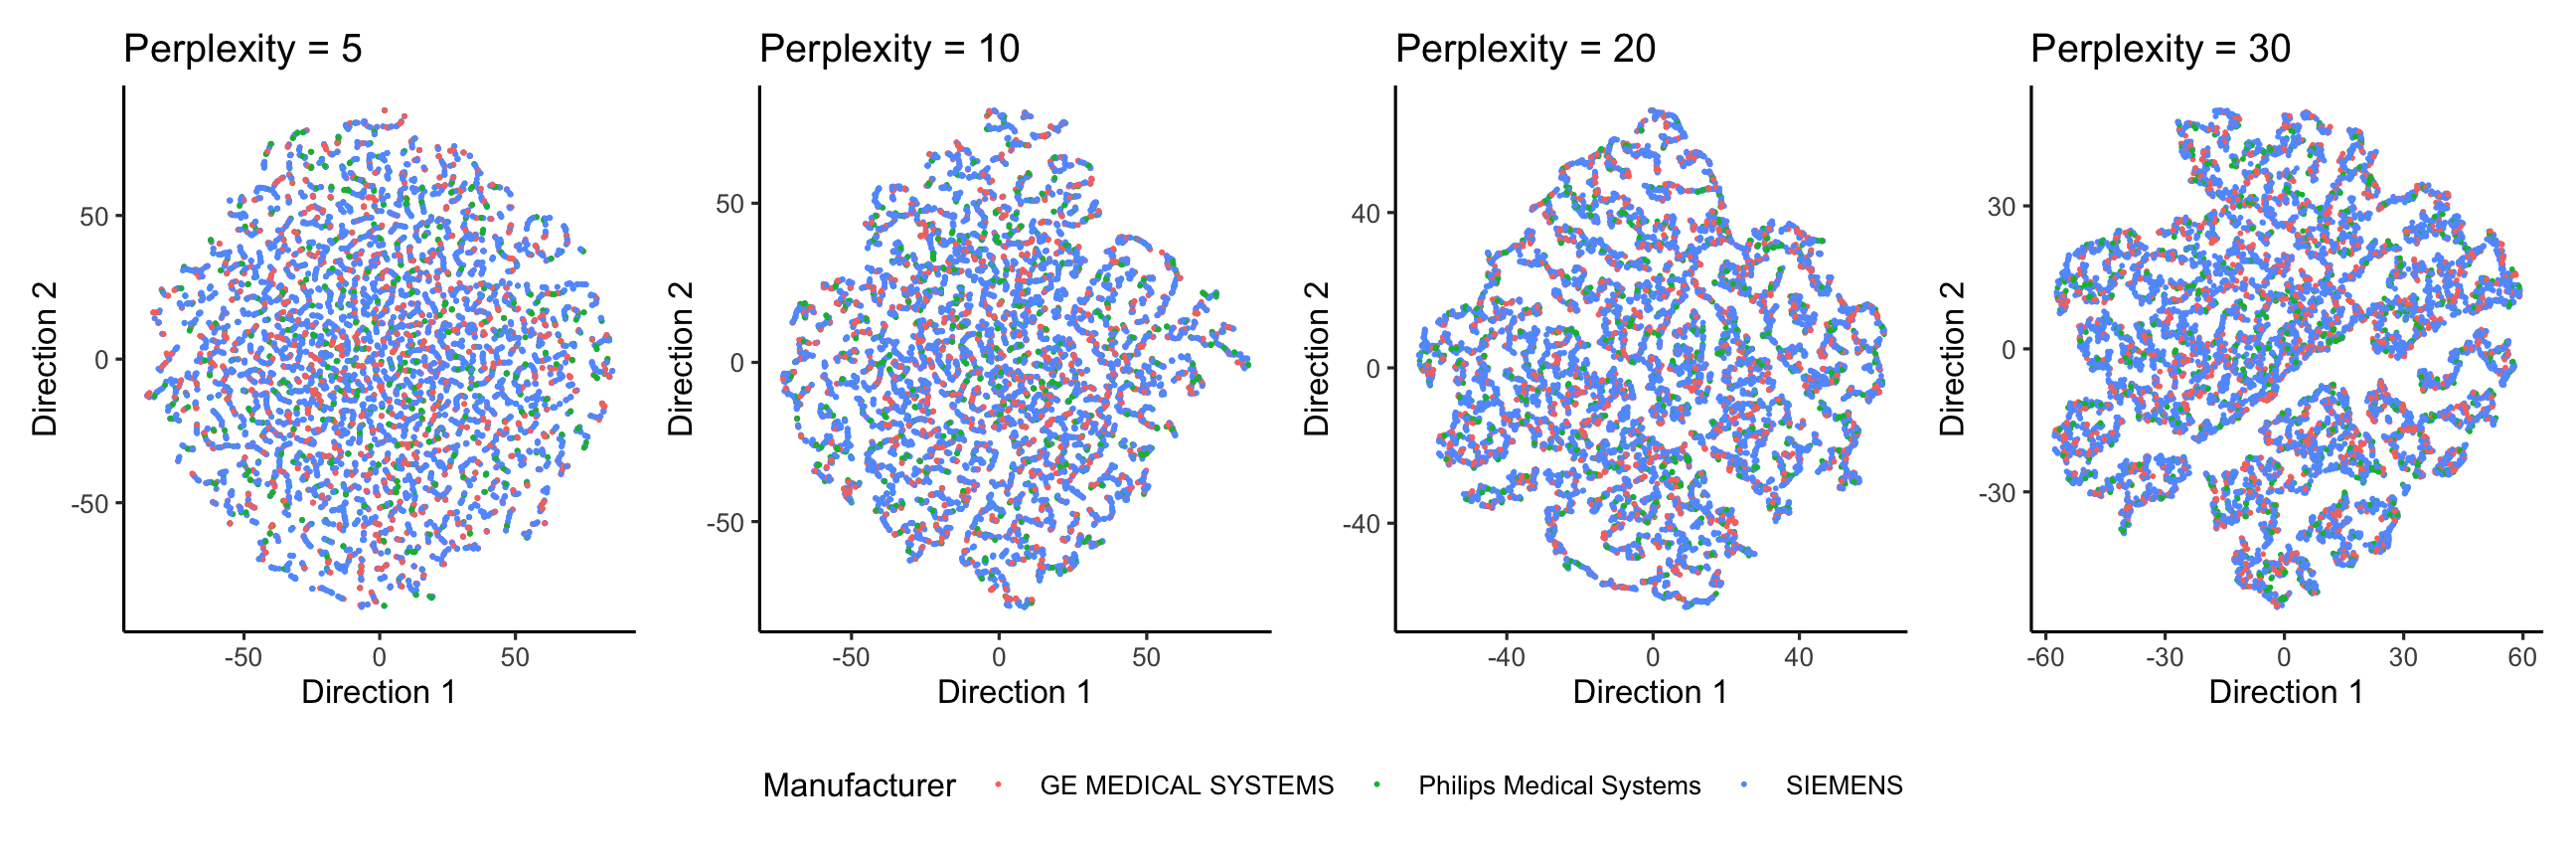 Perplexity = 5
Perplexity = 10
Perplexity = 20
Perplexity = 30
Direction 2
50
0
-50
-50
0
50
Direction 1
Direction 2
50
0
-50
-50
0
50
Direction 1
Direction 2
40
0
-40
-40
0
40
Direction 1
Direction 2
30
0
-30
-60
-30
0
30
60
Direction 1
Manufacturer
GE MEDICAL SYSTEMS
Philips Medical Systems
SIEMENS